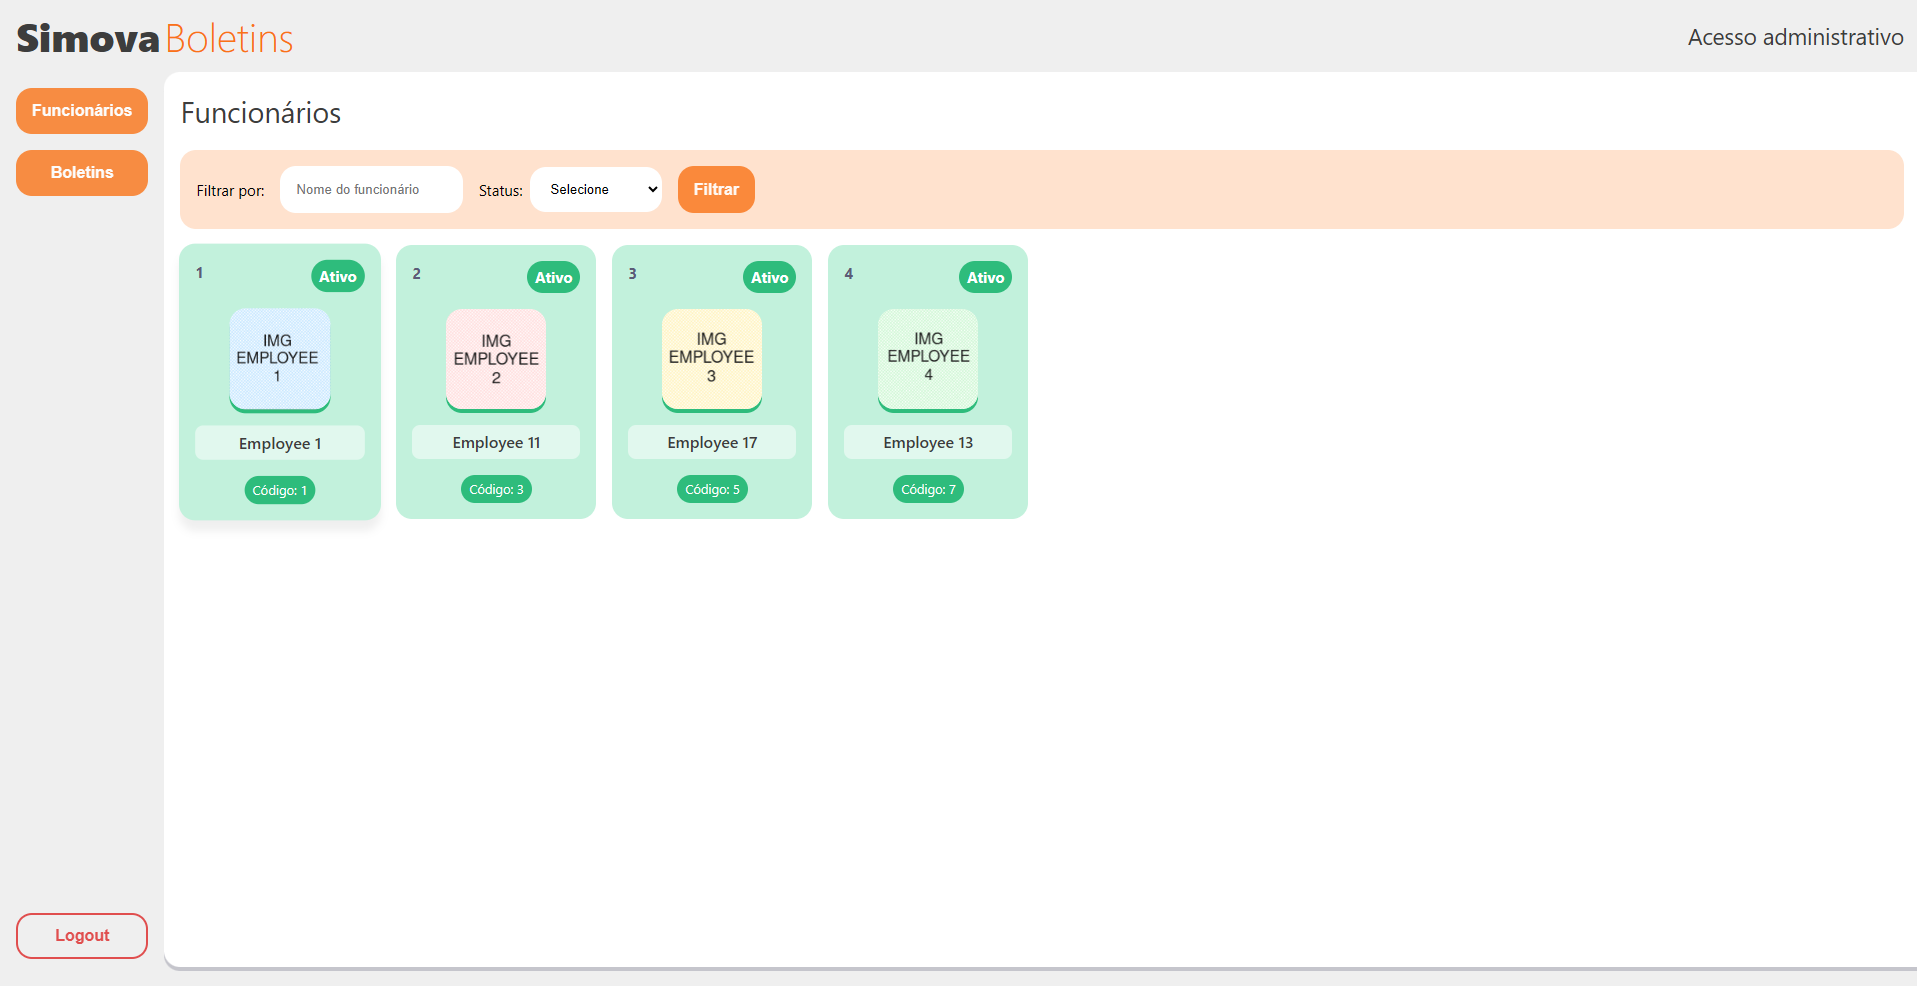 Simova Boletins
Acesso administrativo
Funcionários
Boletins
Logout
Funcionários
Filtrar por: Nome do funcionário Status: Selecione Filtrar
1 Ativo
IMG
EMPLOYEE
1
Employee 1
Código: 1
2 Ativo
IMG
EMPLOYEE
2
Employee 11
Código: 3
3 Ativo
IMG
EMPLOYEE
3
Employee 17
Código: 5
4 Ativo
IMG
EMPLOYEE
4
Employee 13
Código: 7